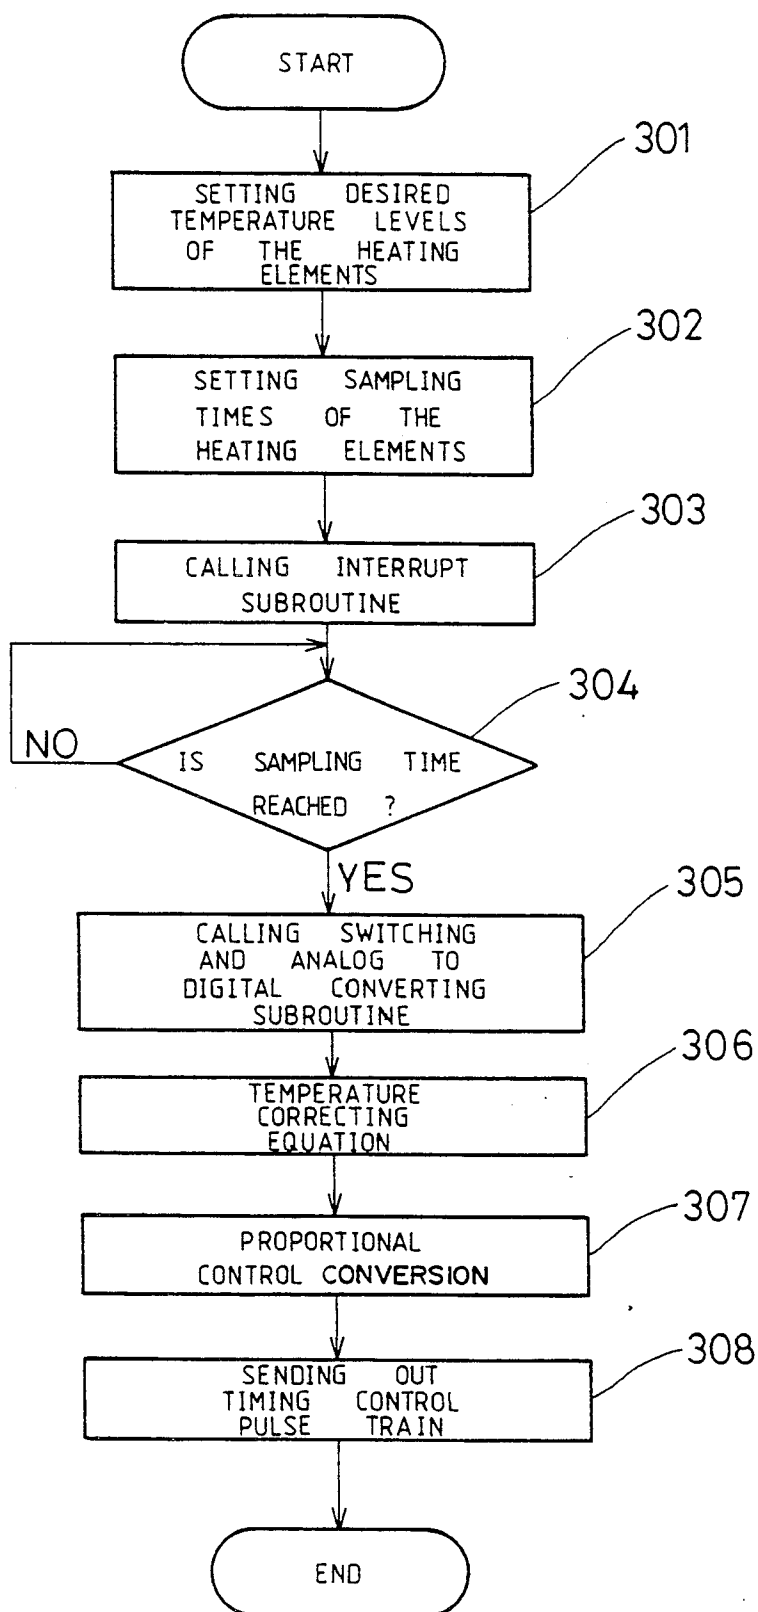 START
301
SETTING DESIRED
TEMPERATURE LEVELS
OF THE HEATING
ELEMENTS
302
SETTING SAMPLING
TIMES OF THE
HEATING ELEMENTS
303
CALLING INTERRUPT
SUBROUTINE
304
NO
IS SAMPLING TIME
REACHED ?
YES
305
CALLING SWITCHING
AND ANALOG TO
DIGITAL CONVERTING
SUBROUTINE
306
TEMPERATURE
CORRECTING
EQUATION
307
PROPORTIONAL
CONTROL CONVERSION
308
SENDING OUT
TIMING CONTROL
PULSE TRAIN
END